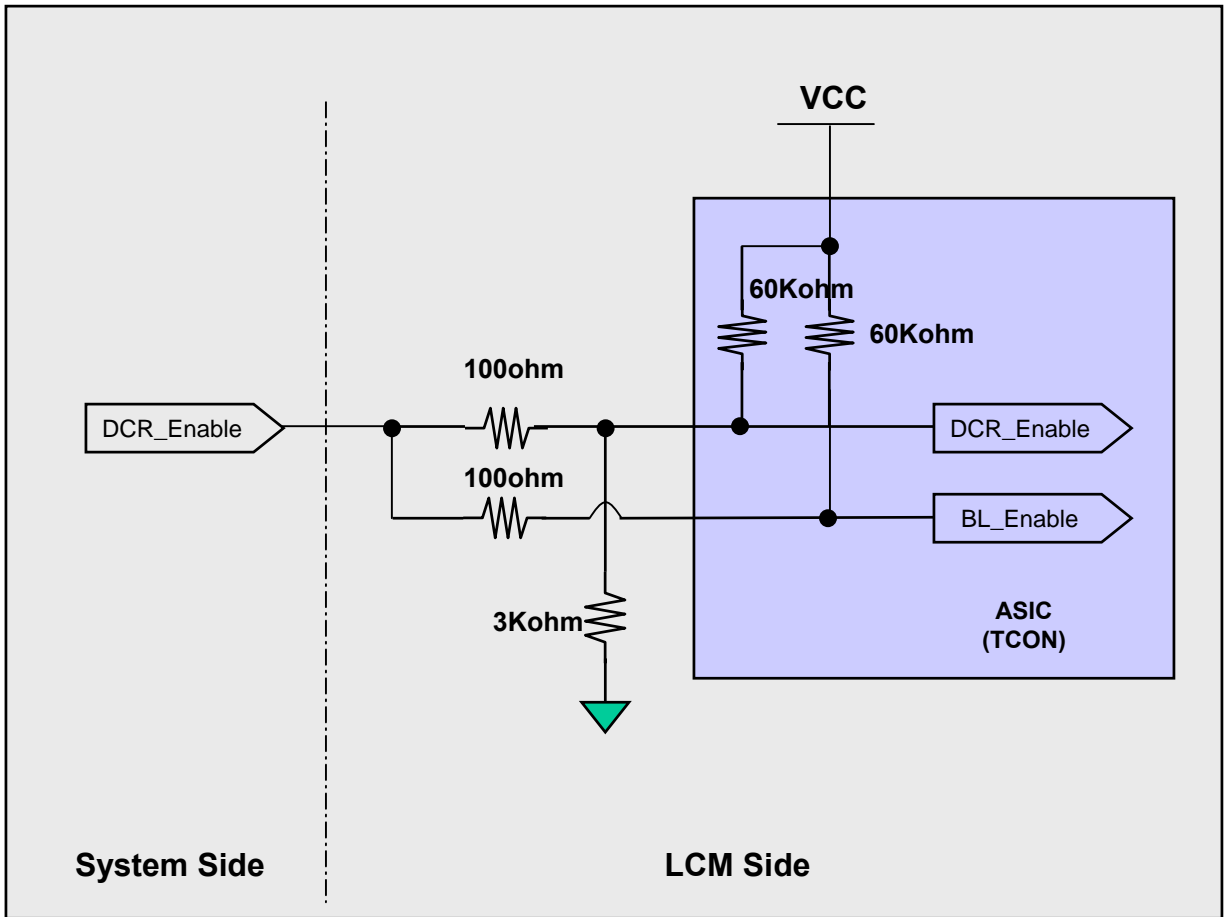 VCC
60Kohm
60Kohm
100ohm
DCR_Enable
DCR_Enable
100ohm
BL_Enable
3Kohm
ASIC
(TCON)
System Side
LCM Side